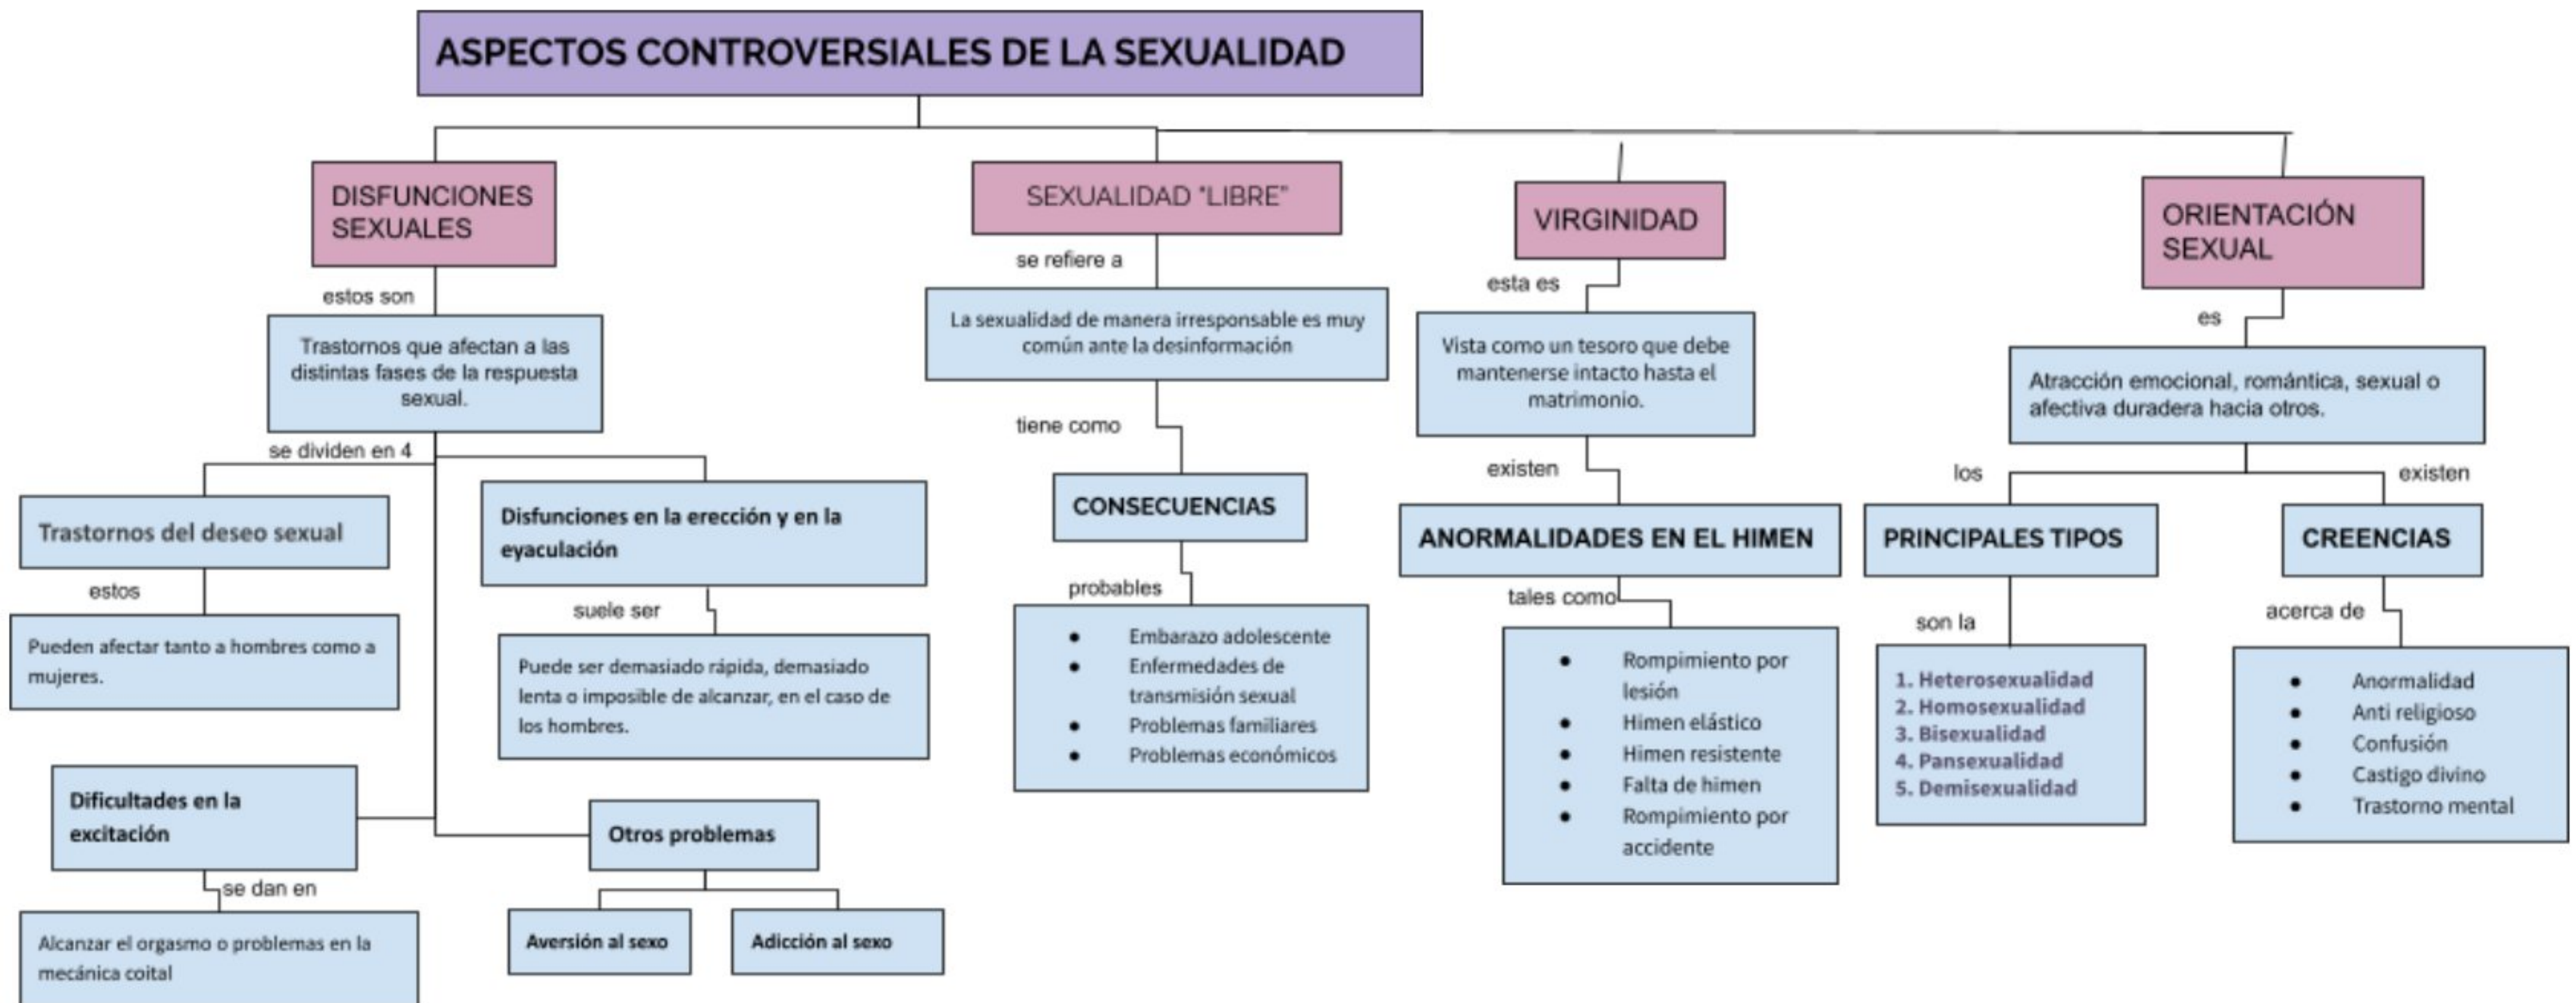 ASPECTOS CONTROVERSIALES DE LA SEXUALIDAD
DISFUNCIONES
SEXUALES
estos son
Trastornos que afectan a las
distintas fases de la respuesta
sexual.
se dividen en 4
Trastornos del deseo sexual
estos
Pueden afectar tanto a hombres como a
mujeres.
Disfunciones en la erección y en la
eyaculación
suele ser
Puede ser demasiado rápida, demasiado
lenta o imposible de alcanzar, en el caso de
los hombres.
Dificultades en la
excitación
se dan en
Alcanzar el orgasmo o problemas en la
mecánica coital
Otros problemas
Aversión al sexo
Adicción al sexo
SEXUALIDAD "LIBRE"
se refiere a
La sexualidad de manera irresponsable es muy
común ante la desinformación
tiene como
CONSECUENCIAS
probables
• Embarazo adolescente
• Enfermedades de
transmisión sexual
• Problemas familiares
• Problemas económicos
VIRGINIDAD
esta es
Vista como un tesoro que debe
mantenerse intacto hasta el
matrimonio.
existen
ANORMALIDADES EN EL HIMEN
tales como
• Rompimiento por
lesión
• Himen elástico
• Himen resistente
• Falta de himen
• Rompimiento por
accidente
ORIENTACIÓN
SEXUAL
es
Atracción emocional, romántica, sexual o
afectiva duradera hacia otros.
los
PRINCIPALES TIPOS
son la
1. Heterosexualidad
2. Homosexualidad
3. Bisexualidad
4. Pansexualidad
5. Demisexualidad
existen
CREENCIAS
acerca de
• Anormalidad
• Anti religioso
• Confusión
• Castigo divino
• Trastorno mental